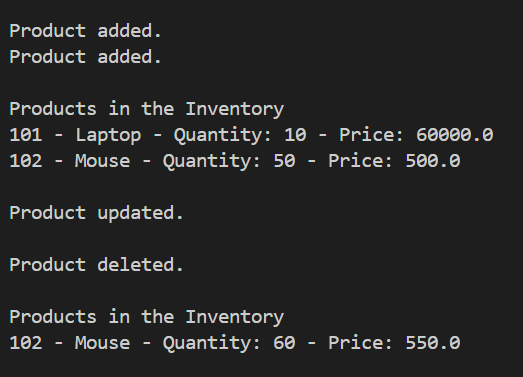 Product added.
Product added.
Products in the Inventory
101 - Laptop - Quantity: 10 - Price: 60000.0
102 - Mouse - Quantity: 50 - Price: 500.0
Product updated.
Product deleted.
Products in the Inventory
102 - Mouse - Quantity: 60 - Price: 550.0